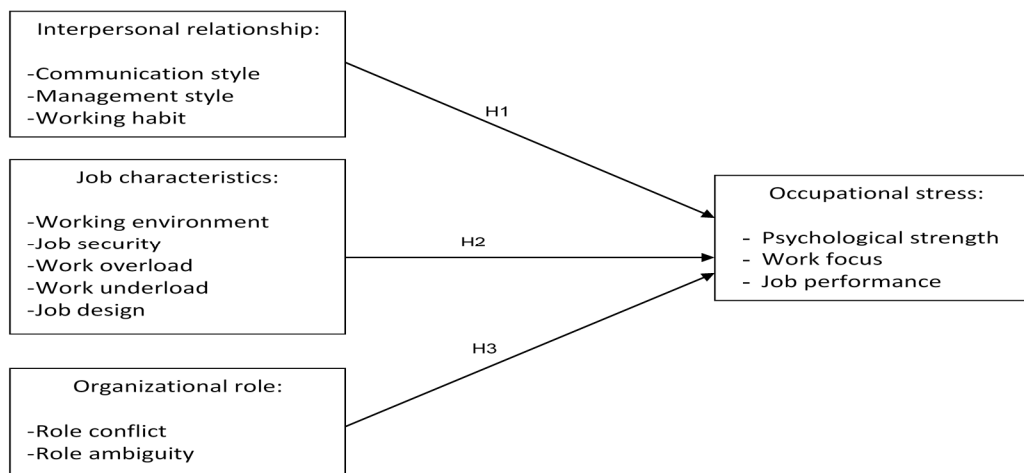 Interpersonal relationship:
-Communication style
-Management style
-Working habit
H1
Job characteristics:
-Working environment
-Job security
-Work overload
-Work underload
-Job design
H2
Occupational stress:
- Psychological strength
- Work focus
- Job performance
H3
Organizational role:
-Role conflict
-Role ambiguity